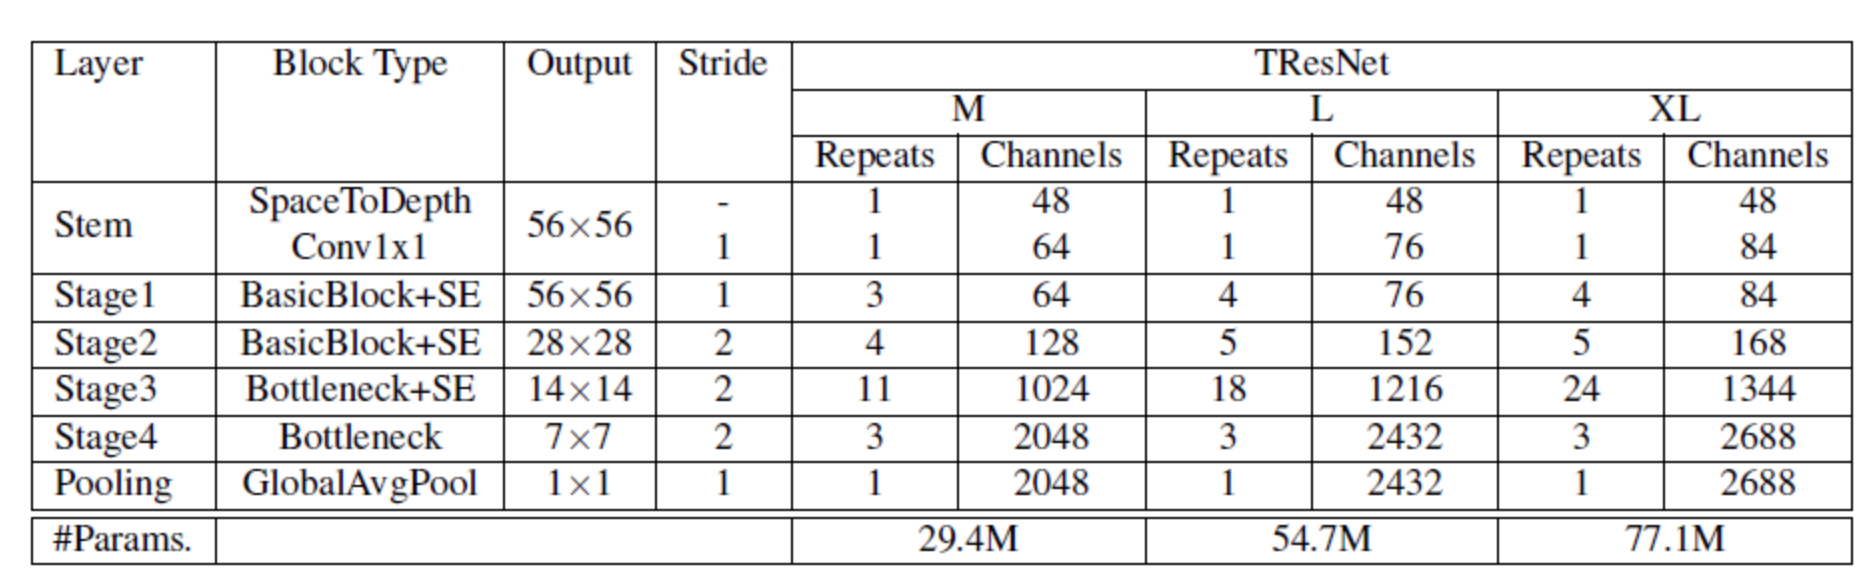 Layer Block Type Output Stride TResNet
M L XL
Repeats Channels Repeats Channels Repeats Channels
Stem SpaceToDepth 56×56 - 1 48 1 48 1 48
Conv1x1 1 1 64 1 76 1 84
Stage1 BasicBlock+SE 56×56 1 3 64 4 76 4 84
Stage2 BasicBlock+SE 28×28 2 4 128 5 152 5 168
Stage3 Bottleneck+SE 14×14 2 11 1024 18 1216 24 1344
Stage4 Bottleneck 7×7 2 3 2048 3 2432 3 2688
Pooling GlobalAvgPool 1×1 1 1 2048 1 2432 1 2688
#Params. 29.4M 54.7M 77.1M